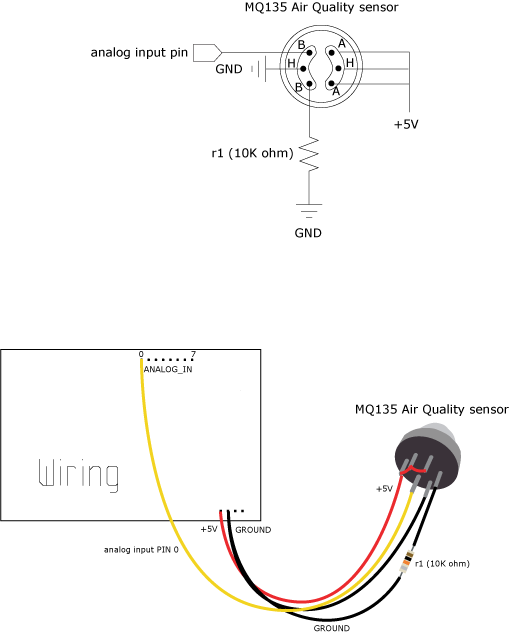 MQ135 Air Quality sensor
B A
analog input pin
GND H H
B A
+5V
r1 (10K ohm)
GND
0 7
ANALOG_IN
MQ135 Air Quality sensor
Wiring
+5V
+5V GROUND
analog input PIN 0
r1 (10K ohm)
GROUND